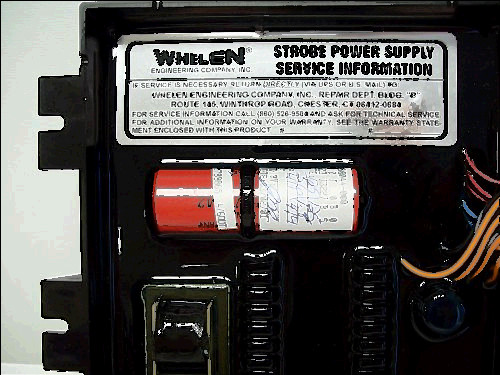 WHELEN
ENGINEERING COMPANY INC.
STROBE POWER SUPPLY
SERVICE INFORMATION
IF SERVICE IS NECESSARY RETURN DIRECTLY (VIA UPS OR U.S. MAIL) TO:
WHELEN ENGINEERING COMPANY, INC. REPAIR DEPT. BLDG. "B"
ROUTE 145, WINTHROP ROAD, CHESTER, CT 06412-0684
FOR SERVICE INFORMATION CALL (860) 526-9504 AND ASK FOR TECHNICAL SERVICE
FOR ADDITIONAL INFORMATION ON YOUR WARRANTY, SEE THE WARRANTY STATE-
MENT ENCLOSED WITH THIS PRODUCT.